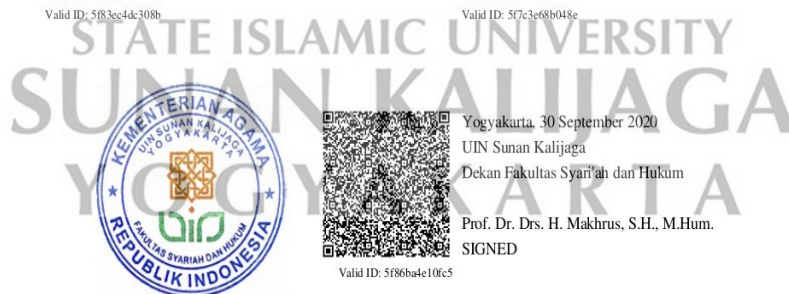 Valid ID: 5f83ec4dc308b
Valid ID: 5f7c3e68b048e
STATE ISLAMIC UNIVERSITY
SUNAN KALIJAGA
YOGYAKARTA
KEMENTERIAN AGAMA
UIN SUNAN KALIJAGA
YOGYAKARTA
uin
FAKULTAS SYARIAH DAN HUKUM
REPUBLIK INDONESIA
Yogyakarta, 30 September 2020
UIN Sunan Kalijaga
Dekan Fakultas Syari'ah dan Hukum
Prof. Dr. Drs. H. Makhrus, S.H., M.Hum.
SIGNED
Valid ID: 5f86ba4e10fc5